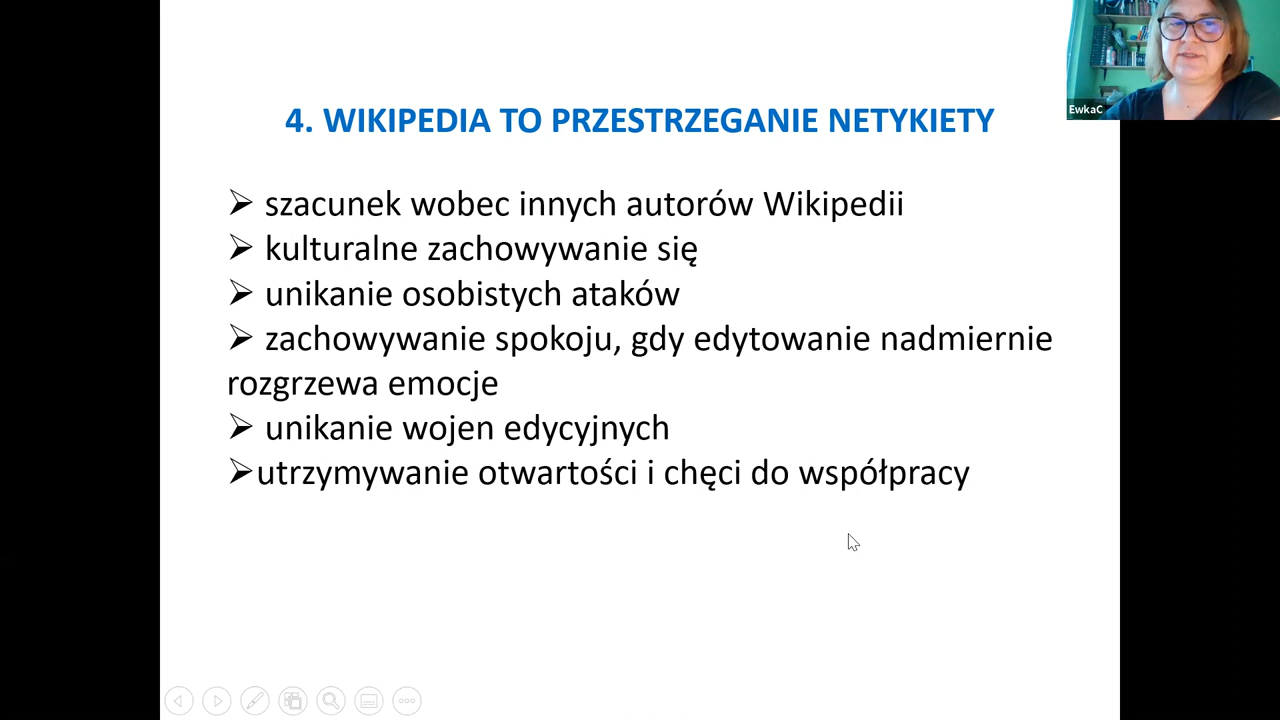 EwkaC
4. WIKIPEDIA TO PRZESTRZEGANIE NETYKIETY
➢ szacunek wobec innych autorów Wikipedii
➢ kulturalne zachowywanie się
➢ unikanie osobistych ataków
➢ zachowywanie spokoju, gdy edytowanie nadmiernie
rozgrzewa emocje
➢ unikanie wojen edycyjnych
➢utrzymywanie otwartości i chęci do współpracy